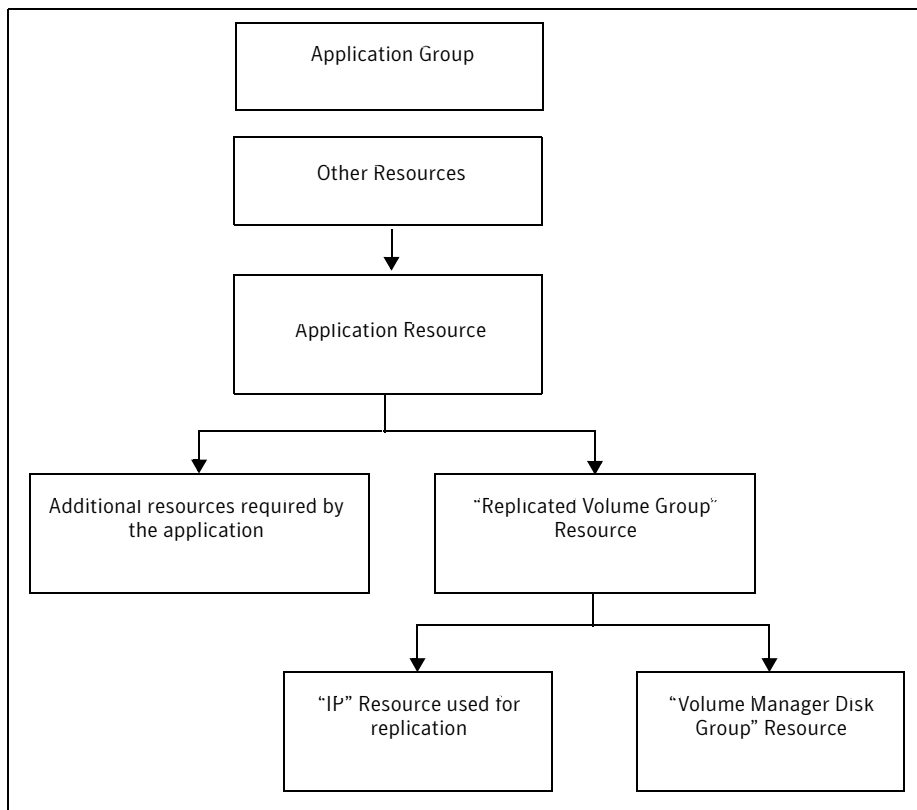 Application Group
Other Resources
Application Resource
Additional resources required by
the application
“Replicated Volume Group”
Resource
“IP” Resource used for
replication
“Volume Manager Disk
Group” Resource